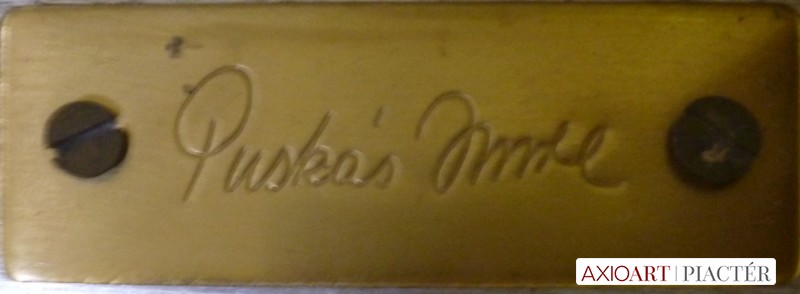 Puskás Imre
AXIOART | PIACTÉR